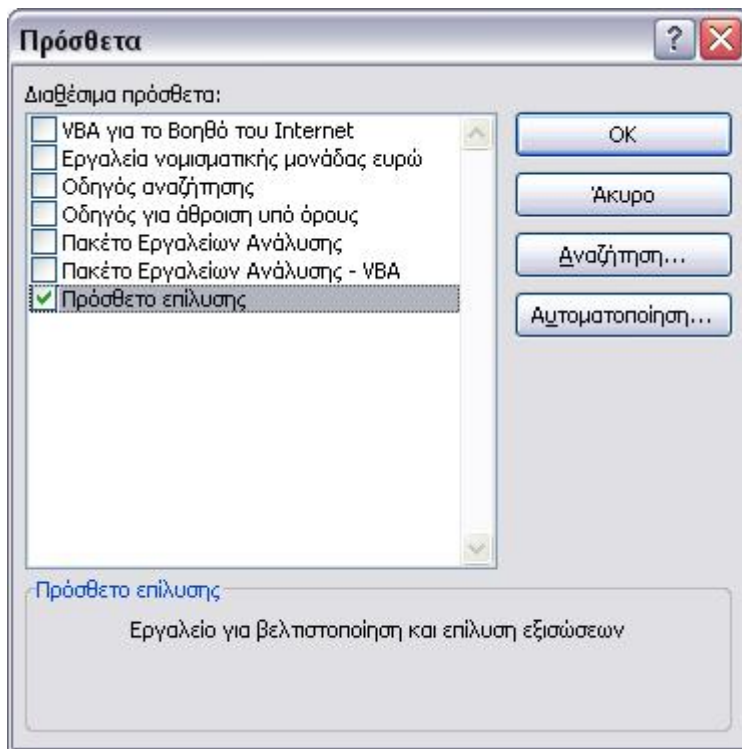 Πρόσθετα
Διαθέσιμα πρόσθετα:
VBA για το Βοηθό του Internet
Εργαλεία νομισματικής μονάδας ευρώ
Οδηγός αναζήτησης
Οδηγός για άθροιση υπό όρους
Πακέτο Εργαλείων Ανάλυσης
Πακέτο Εργαλείων Ανάλυσης - VBA
Πρόσθετο επίλυσης
OK
Άκυρο
Αναζήτηση...
Αυτοματοποίηση...
Πρόσθετο επίλυσης
Εργαλείο για βελτιστοποίηση και επίλυση εξισώσεων